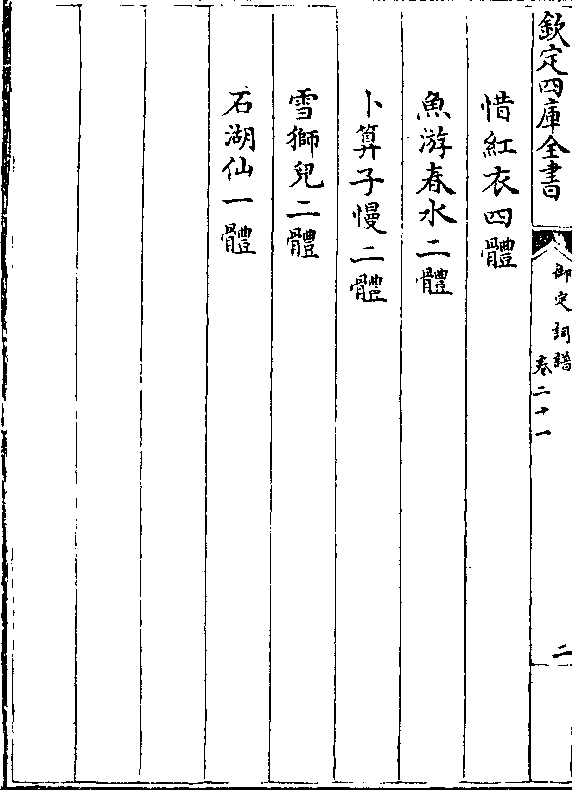 欽定四庫全書
御定詞譜
卷二十一
二
惜紅衣四體
魚游春水二體
卜算子慢二體
雪獅兒二體
石湖仙一體